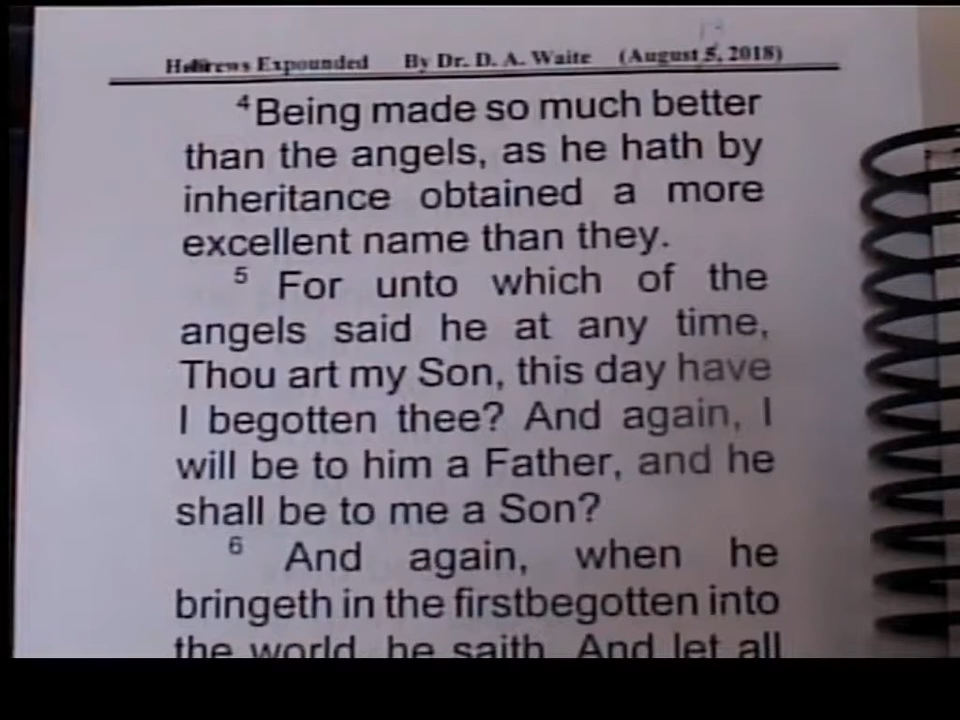 Hebrews Expounded By Dr. D. A. Waite (August 5, 2018)
4 Being made so much better
than the angels, as he hath by
inheritance obtained a more
excellent name than they.
5 For unto which of the
angels said he at any time,
Thou art my Son, this day have
I begotten thee? And again, I
will be to him a Father, and he
shall be to me a Son?
6 And again, when he
bringeth in the firstbegotten into
the world, he saith, And let all